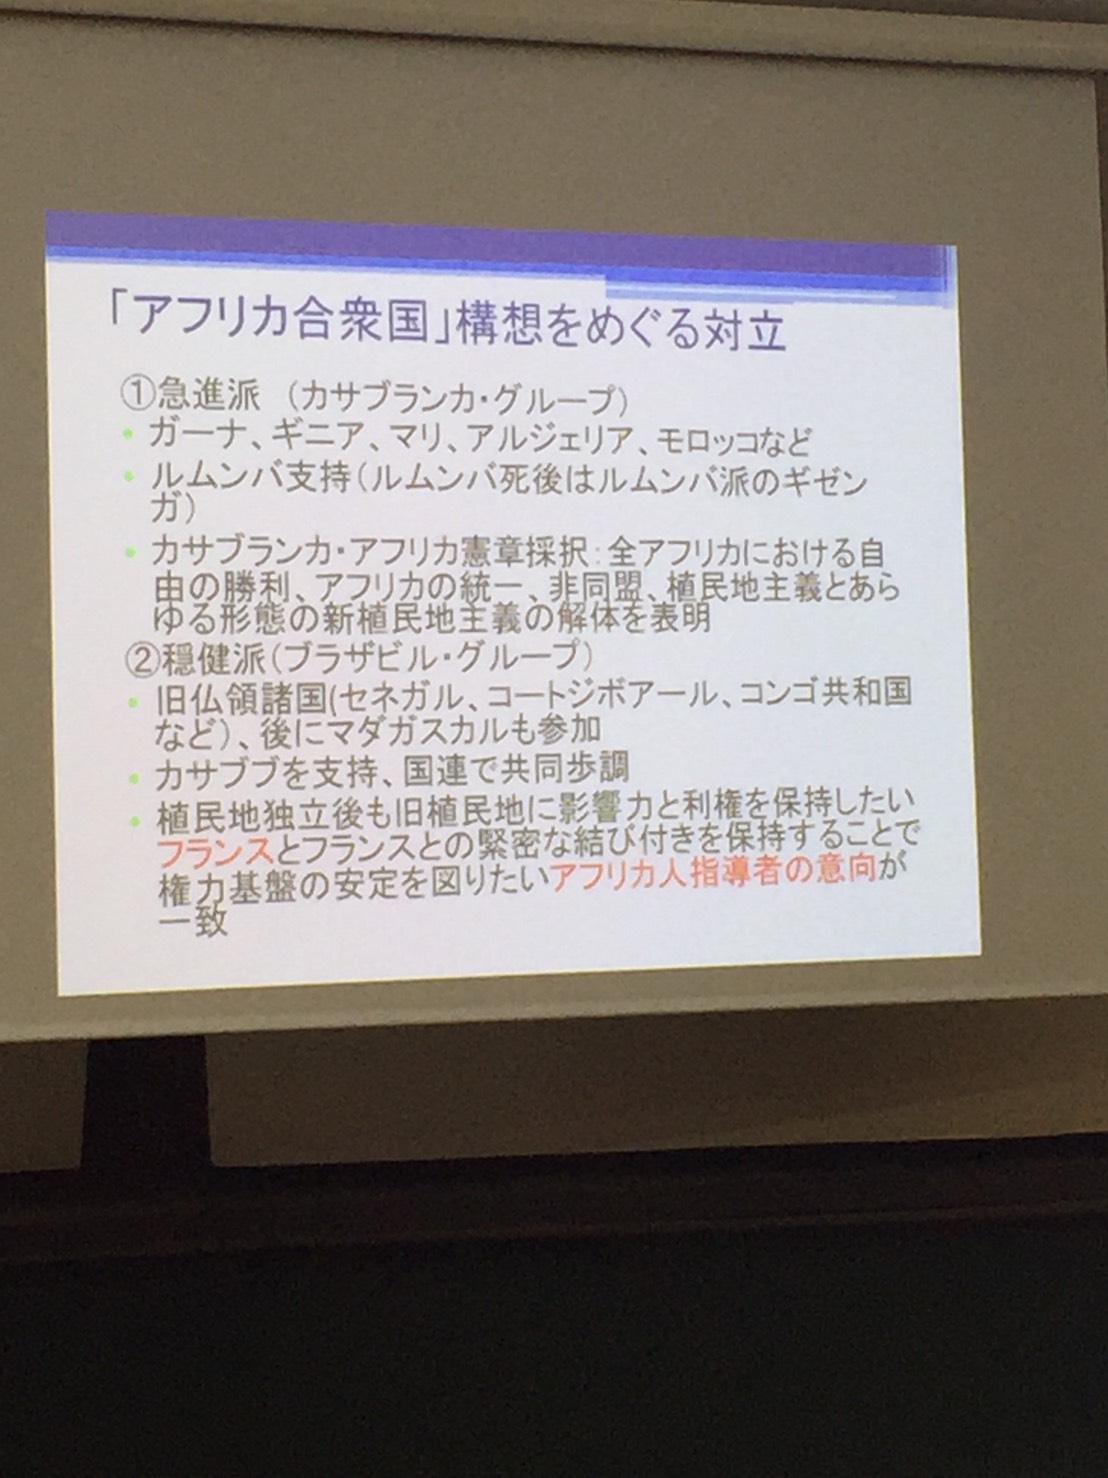 「アフリカ合衆国」構想をめぐる対立
①急進派 (カサブランカ・グループ)
• ガーナ、ギニア、マリ、アルジェリア、モロッコなど
• ルムンバ支持(ルムンバ死後はルムンバ派のギゼン
ガ)
• カサブランカ・アフリカ憲章採択:全アフリカにおける自
由の勝利、アフリカの統一、非同盟、植民地主義とあら
ゆる形態の新植民地主義の解体を表明
②穏健派(ブラザビル・グループ)
• 旧仏領諸国(セネガル、コートジボアール、コンゴ共和国
など)、後にマダガスカルも参加
• カサブブを支持、国連で共同歩調
• 植民地独立後も旧植民地に影響力と利権を保持したい
フランスとフランスとの緊密な結び付きを保持することで
権力基盤の安定を図りたいアフリカ人指導者の意向が
一致